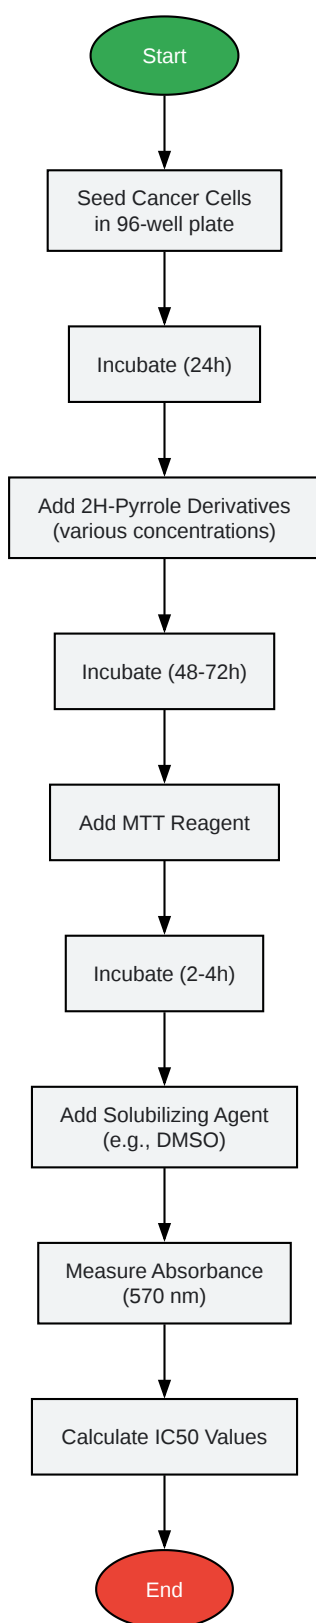 Start
Seed Cancer Cells
in 96-well plate
Incubate (24h)
Add 2H-Pyrrole Derivatives
(various concentrations)
Incubate (48-72h)
Add MTT Reagent
Incubate (2-4h)
Add Solubilizing Agent
(e.g., DMSO)
Measure Absorbance
(570 nm)
Calculate IC50 Values
End